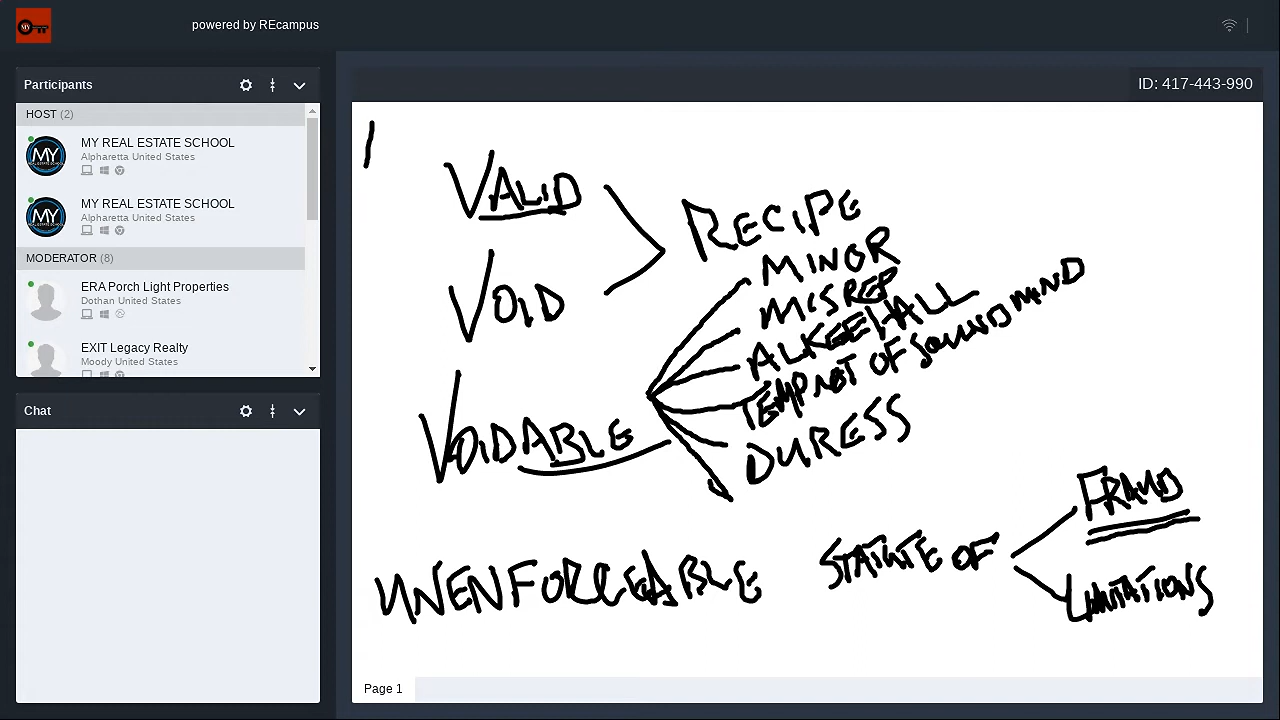 MY
powered by REcampus
Participants
HOST (2)
MY
MY REAL ESTATE SCHOOL
Alpharetta United States
MY
MY REAL ESTATE SCHOOL
Alpharetta United States
MODERATOR (8)
ERA Porch Light Properties
Dothan United States
EXIT Legacy Realty
Moody United States
Chat
ID: 417-443-990
VALID
VOID
RECIPE
VOIDABLE
MINOR
MISREP
ALKEEHALL
TEMP NOT OF SOUND MIND
DURESS
UNENFORCEABLE
STATUTE OF
FRAUD
LIMITATIONS
Page 1